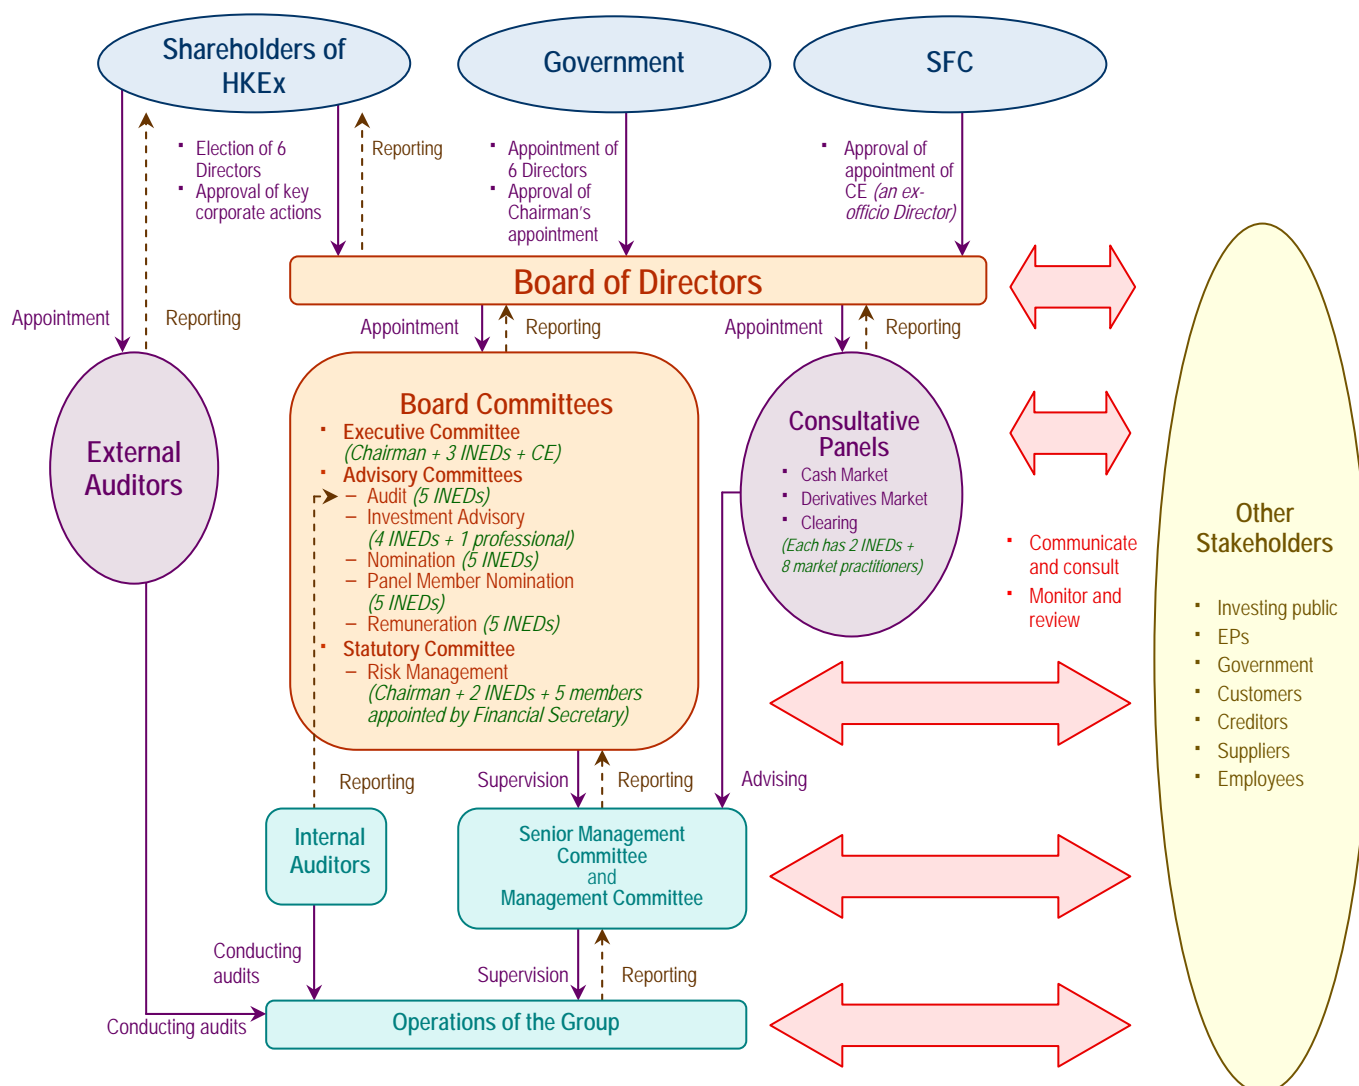 Shareholders of
HKEx
Government
SFC
▪ Election of 6
Directors
▪ Approval of key
corporate actions
Reporting
▪ Appointment of
6 Directors
▪ Approval of
Chairman's
appointment
▪ Approval of
appointment of
CE (an ex-
officio Director)
Board of Directors
Appointment
Reporting
Appointment
Reporting
Appointment
Reporting
External
Auditors
Board Committees
▪ Executive Committee
(Chairman + 3 INEDs + CE)
▪ Advisory Committees
– Audit (5 INEDs)
– Investment Advisory
(4 INEDs + 1 professional)
– Nomination (5 INEDs)
– Panel Member Nomination
(5 INEDs)
– Remuneration (5 INEDs)
▪ Statutory Committee
– Risk Management
(Chairman + 2 INEDs + 5 members
appointed by Financial Secretary)
Consultative
Panels
▪ Cash Market
▪ Derivatives Market
▪ Clearing
(Each has 2 INEDs +
8 market practitioners)
▪ Communicate
and consult
▪ Monitor and
review
Other
Stakeholders
▪ Investing public
▪ EPs
▪ Government
▪ Customers
▪ Creditors
▪ Suppliers
▪ Employees
Reporting
Supervision
Reporting
Advising
Internal
Auditors
Senior Management
Committee
and
Management Committee
Conducting
audits
Supervision
Reporting
Conducting audits
Operations of the Group